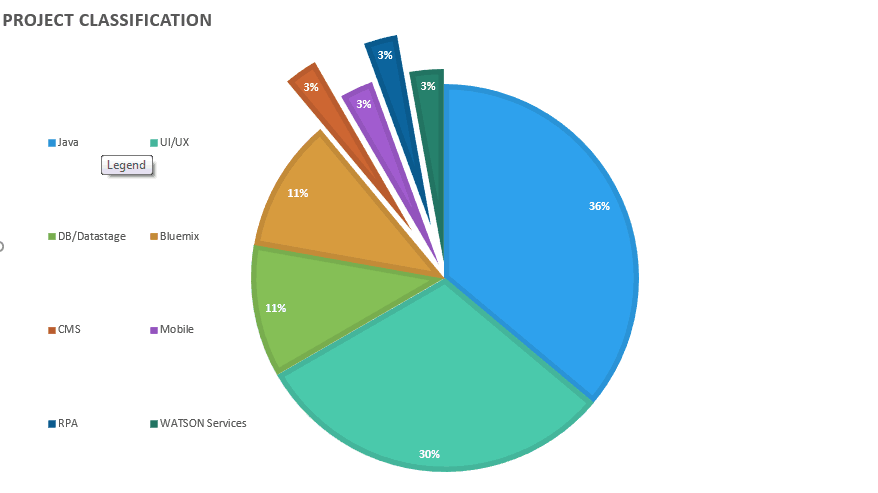 PROJECT CLASSIFICATION
3%
3%
3%
3%
Java
UI/UX
Legend
36%
11%
DB/Datastage
Bluemix
11%
CMS
Mobile
RPA
WATSON Services
30%